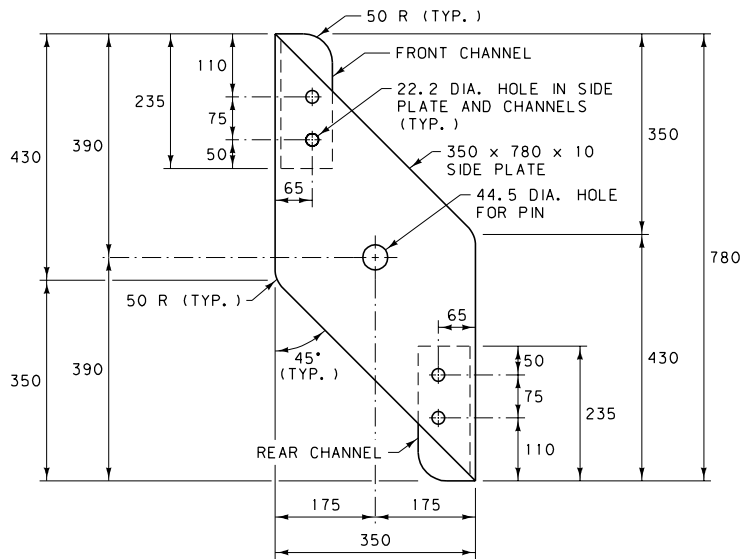 50 R (TYP.)
FRONT CHANNEL
110
22.2 DIA. HOLE IN SIDE
PLATE AND CHANNELS
(TYP.)
235
75
390
350
430
50
350 x 780 x 10
SIDE PLATE
65
44.5 DIA. HOLE
FOR PIN
780
50 R (TYP.)
65
45°
(TYP.)
50
390
430
350
75
235
REAR CHANNEL
110
175
175
350